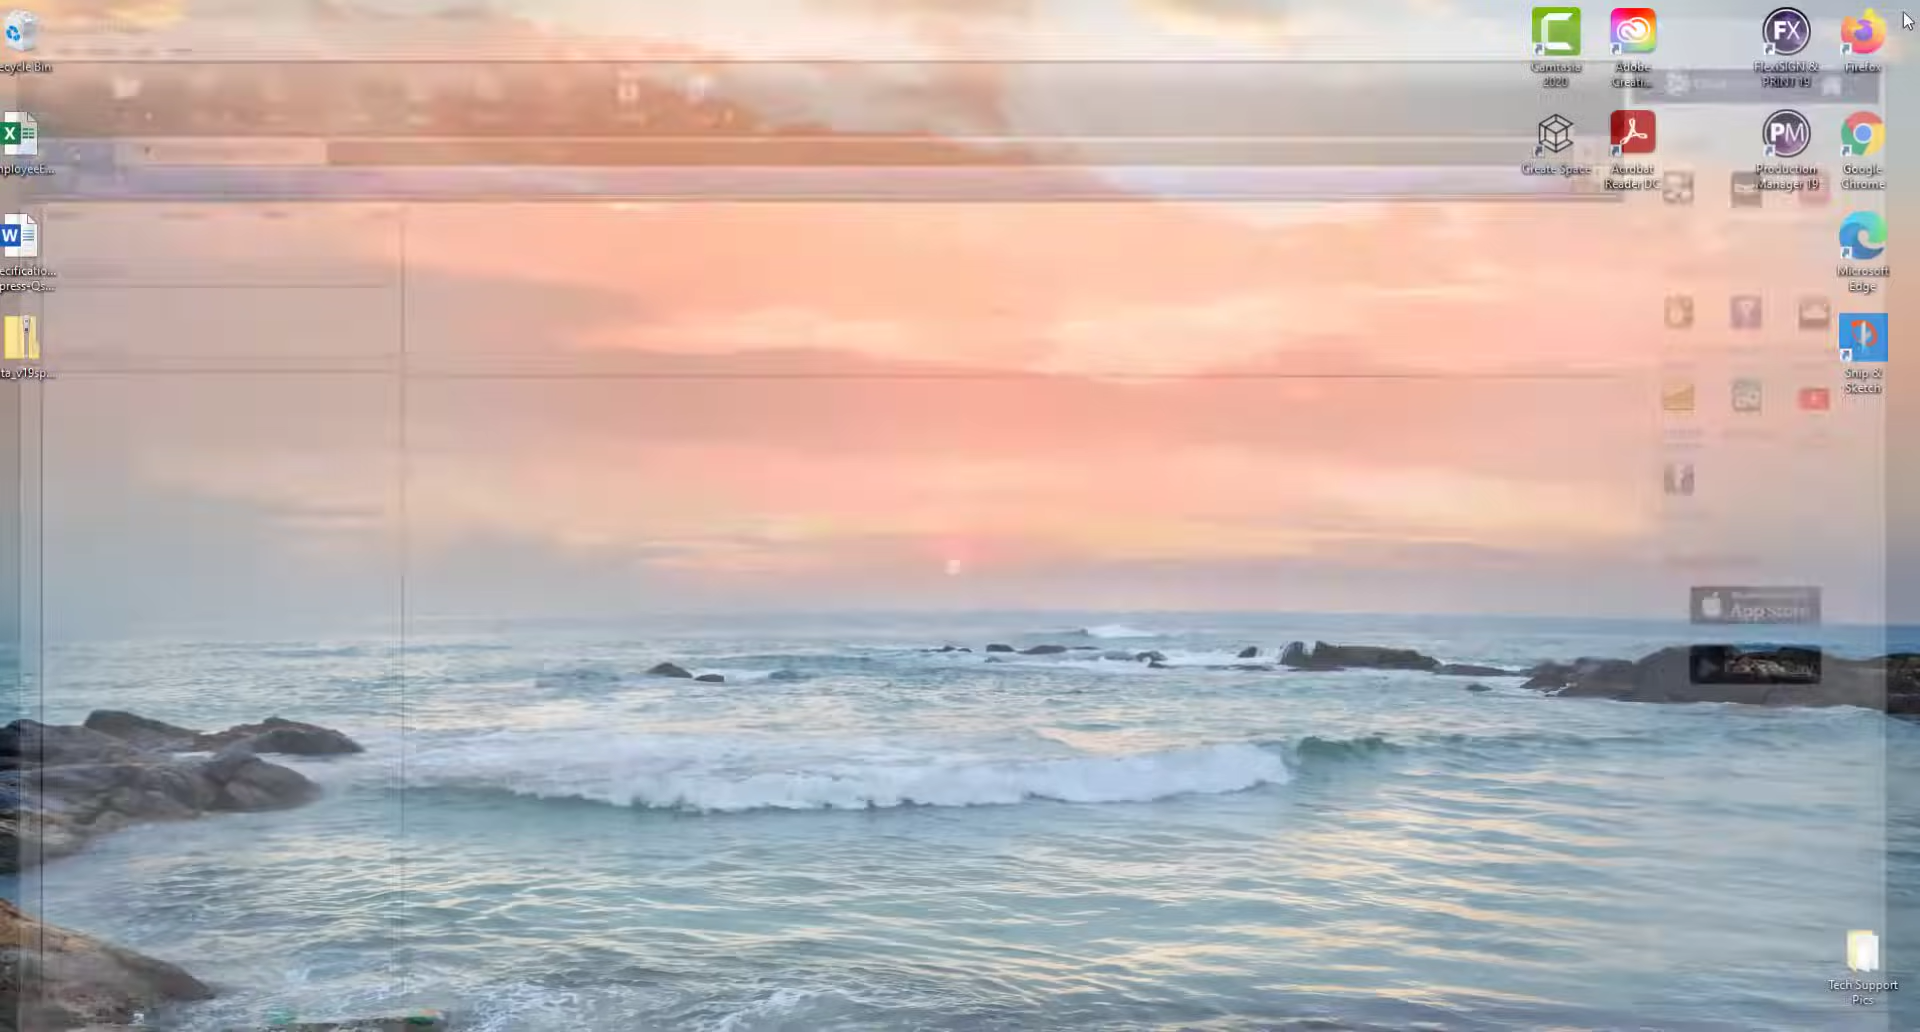 ecycle Bin
mployeeE...
ecificatio...
press-Qs...
ta_v19sp...
Camtasia
2020
Adobe
Creati...
FlexiSIGN &
PRINT 19
Firefox
Create Space
Acrobat
Reader DC
Production
Manager 19
Google
Chrome
Microsoft
Edge
Snip &
Sketch
App Store
Tech Support
Pics